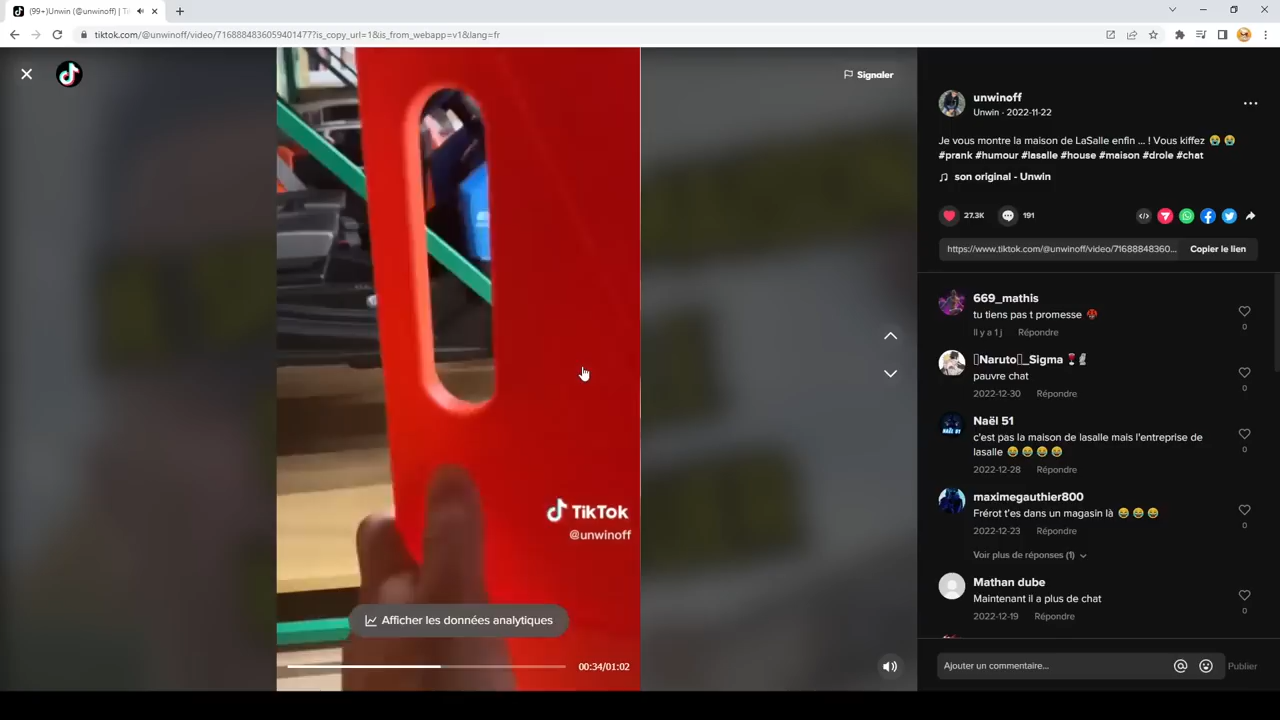 (99+)Unwin (@unwinoff) | Ti
tiktok.com/@unwinoff/video/7168884836059401477?is_copy_url=1&is_from_webapp=v1&lang=fr
Signaler
TikTok
@unwinoff
Afficher les données analytiques
00:34/01:02
unwinoff
Unwin · 2022-11-22
Je vous montre la maison de LaSalle enfin ... ! Vous kiffez 😭 😭
#prank #humour #lasalle #house #maison #drole #chat
son original - Unwin
27.3K
191
https://www.tiktok.com/@unwinoff/video/71688848360...
Copier le lien
669_mathis
tu tiens pas t promesse
0
Il y a 1 j
Répondre
Naruto_Sigma
pauvre chat
0
2022-12-30
Répondre
Naël 51
c'est pas la maison de lasalle mais l'entreprise de
lasalle 😂 😂 😂 😂
0
2022-12-28
Répondre
maximegauthier800
Frérot t'es dans un magasin là 😂 😂 😂
0
2022-12-23
Répondre
Voir plus de réponses (1)
Mathan dube
Maintenant il a plus de chat
0
2022-12-19
Répondre
Ajouter un commentaire...
Publier